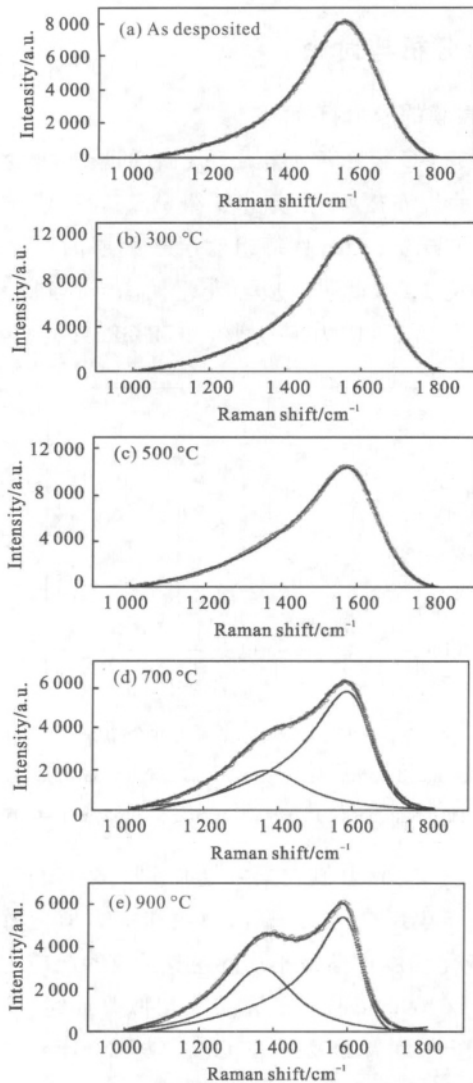 (a) As desposited
8 000
6 000
4 000
2 000
0
Intensity/a.u.
1 000 1 200 1 400 1 600 1 800
Raman shift/cm⁻¹
(b) 300 °C
12 000
8 000
4 000
0
Intensity/a.u.
1 000 1 200 1 400 1 600 1 800
Raman shift/cm⁻¹
(c) 500 °C
12 000
8 000
4 000
0
Intensity/a.u.
1 000 1 200 1 400 1 600 1 800
Raman shift/cm⁻¹
(d) 700 °C
6 000
4 000
2 000
0
Intensity/a.u.
1 000 1 200 1 400 1 600 1 800
Raman shift/cm⁻¹
(e) 900 °C
6 000
4 000
2 000
0
Intensity/a.u.
1 000 1 200 1 400 1 600 1 800
Raman shift/cm⁻¹